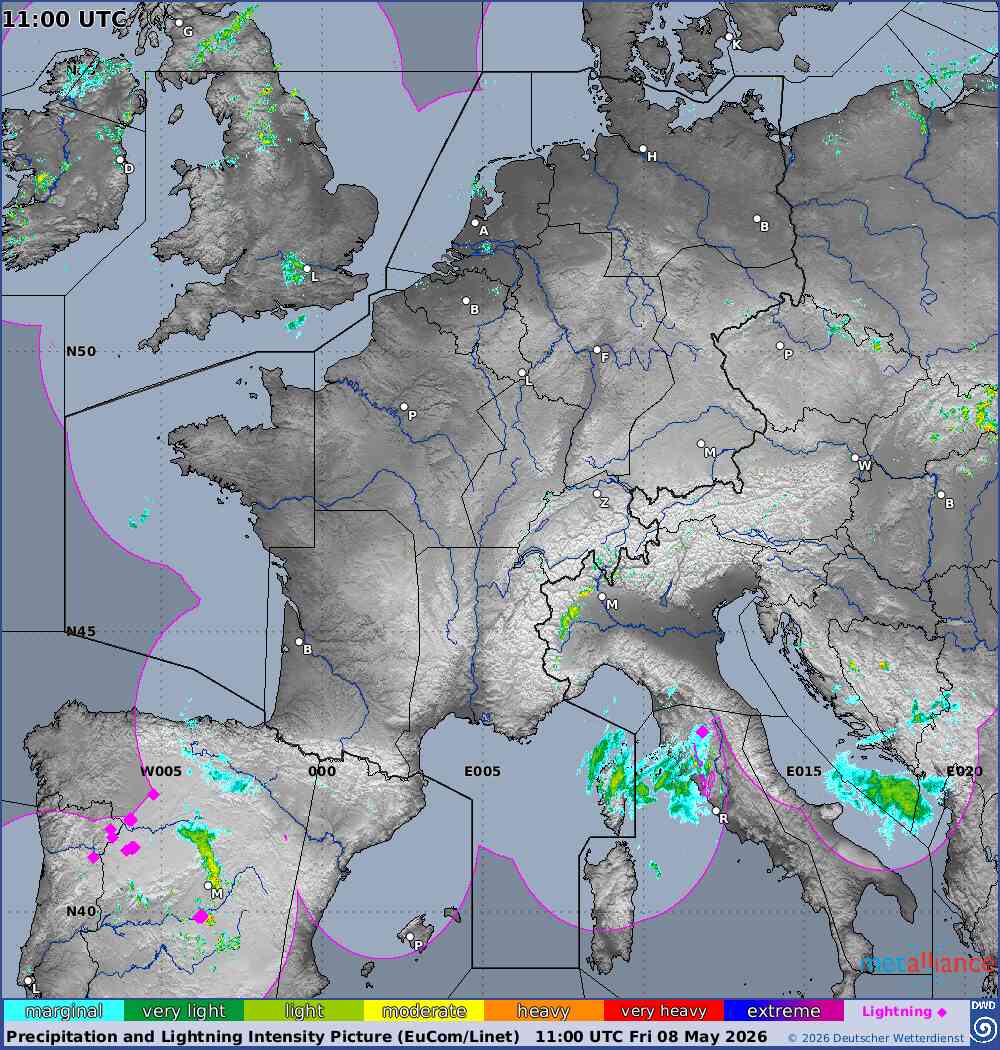 11:00 UTC
G
K
N
D
H
A
B
L
B
N50
F
P
L
P
M
W
B
Z
M
N45
B
W005
000
E005
E015
E020
R
M
N40
P
L
metalliance
marginal very light light moderate heavy very heavy extreme Lightning
DWD
Precipitation and Lightning Intensity Picture (EuCom/Linet) 11:00 UTC Fri 08 May 2026 © 2026 Deutscher Wetterdienst